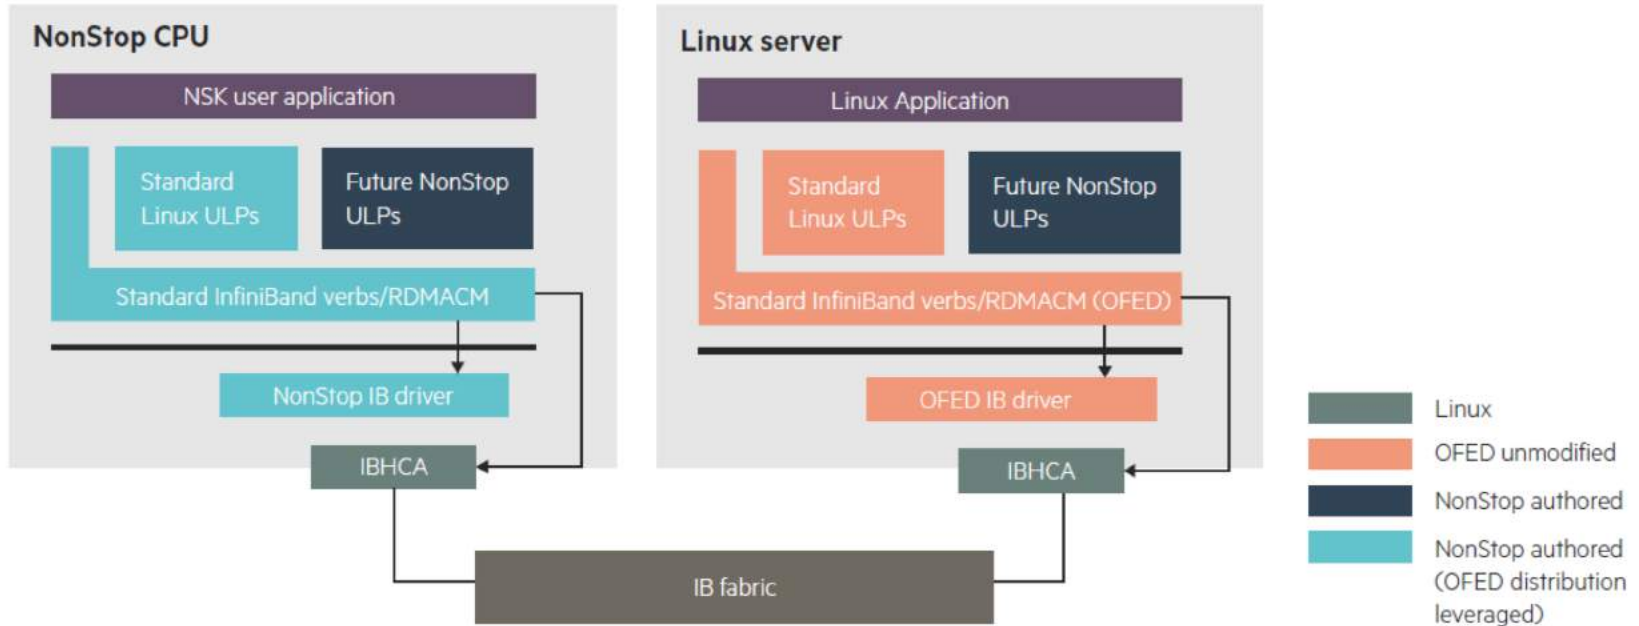 NonStop CPU
NSK user application
Standard
Linux ULPs
Future NonStop
ULPs
Standard InfiniBand verbs/RDMACM
NonStop IB driver
IBHCA
Linux server
Linux Application
Standard
Linux ULPs
Future NonStop
ULPs
Standard InfiniBand verbs/RDMACM (OFED)
OFED IB driver
IBHCA
IB fabric
Linux
OFED unmodified
NonStop authored
NonStop authored
(OFED distribution
leveraged)